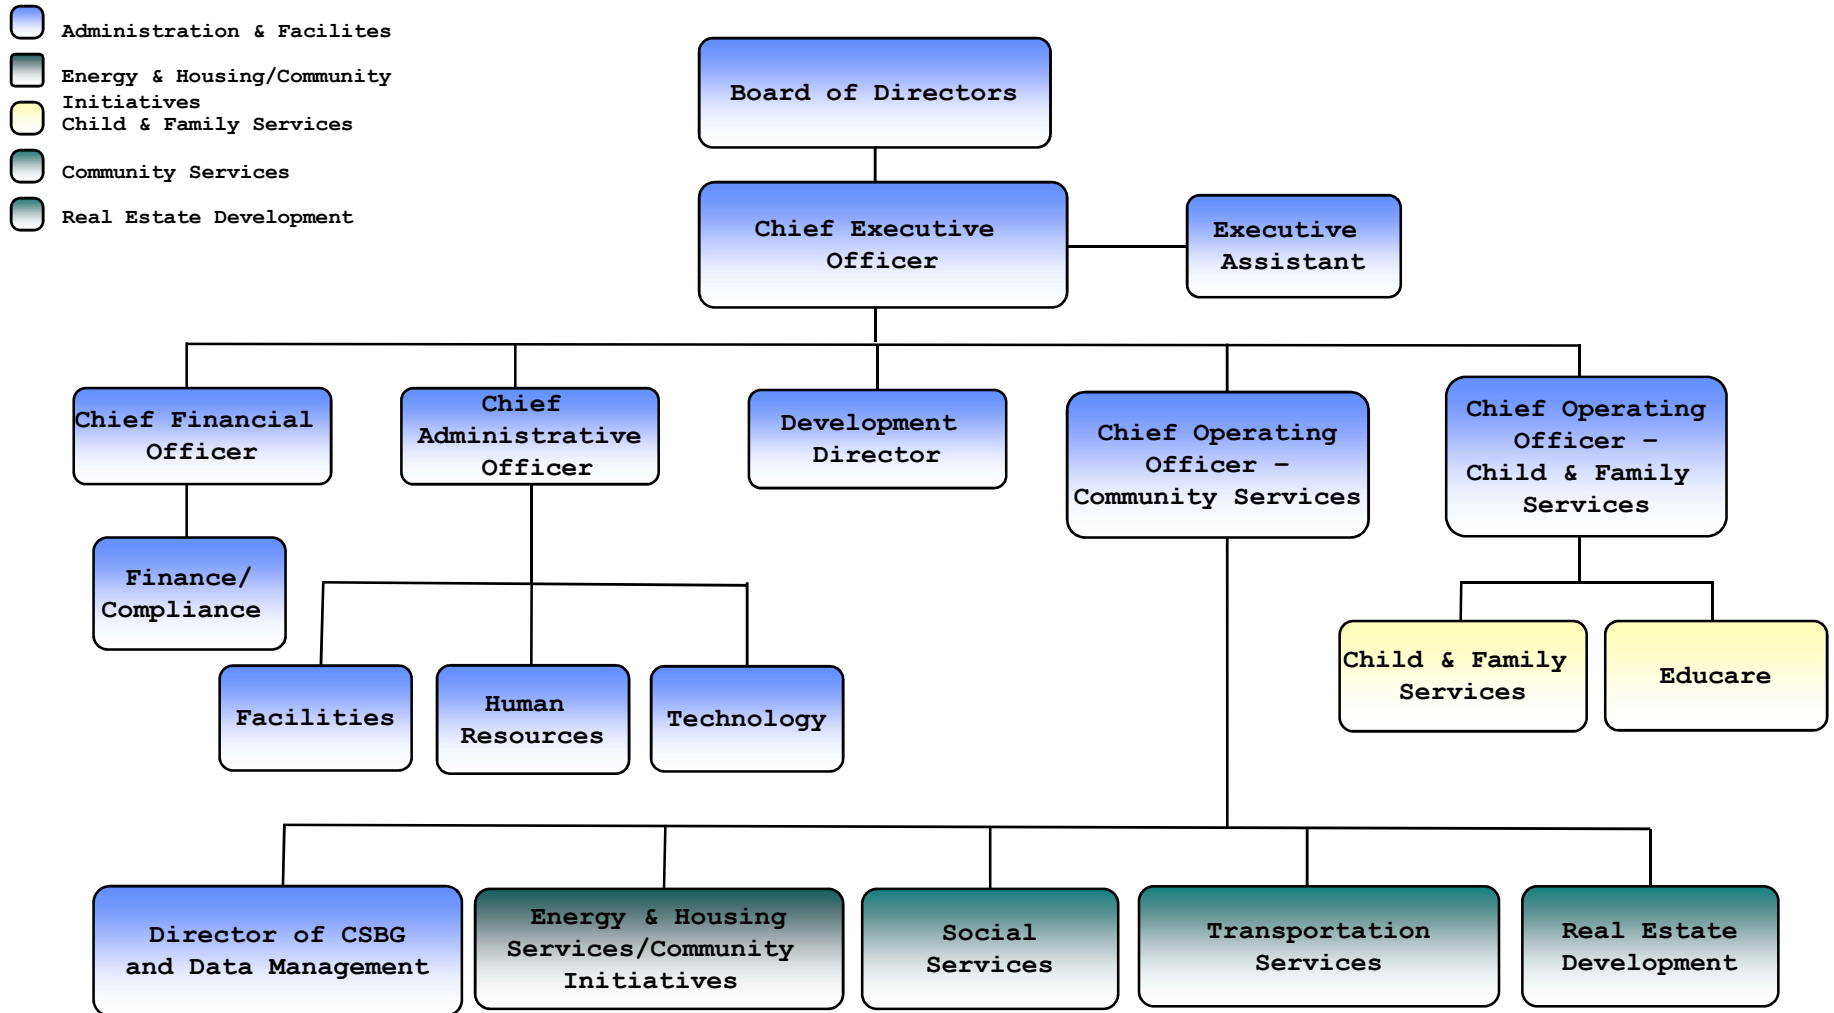 Administration & Facilites
Energy & Housing/Community
Initiatives
Child & Family Services
Community Services
Real Estate Development
Board of Directors
Chief Executive
Officer
Executive
Assistant
Chief Financial
Officer
Chief
Administrative
Officer
Development
Director
Chief Operating
Officer –
Community Services
Chief Operating
Officer –
Child & Family
Services
Finance/
Compliance
Facilities
Human
Resources
Technology
Child & Family
Services
Educare
Director of CSBG
and Data Management
Energy & Housing
Services/Community
Initiatives
Social
Services
Transportation
Services
Real Estate
Development